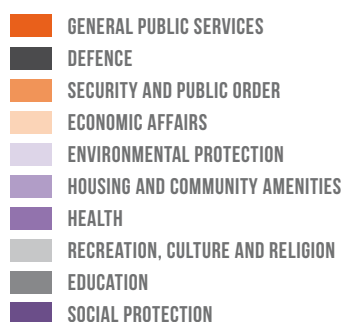 GENERAL PUBLIC SERVICES
DEFENCE
SECURITY AND PUBLIC ORDER
ECONOMIC AFFAIRS
ENVIRONMENTAL PROTECTION
HOUSING AND COMMUNITY AMENITIES
HEALTH
RECREATION, CULTURE AND RELIGION
EDUCATION
SOCIAL PROTECTION